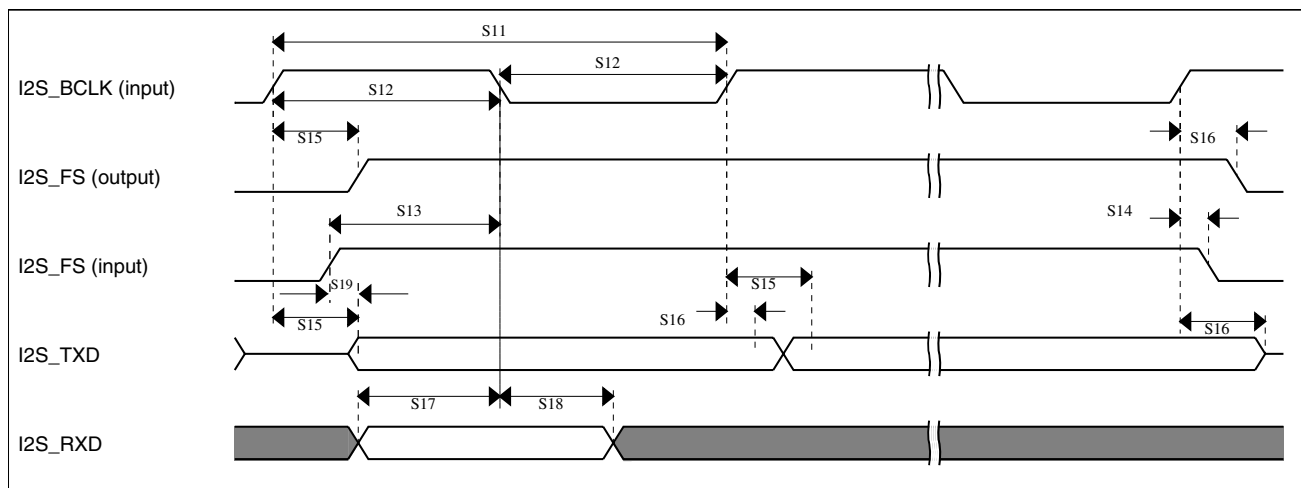 S11
I2S_BCLK (input)
S12
S12
S15
S16
I2S_FS (output)
S13
S14
I2S_FS (input)
S19
S15
S15
S16
S16
I2S_TXD
S17
S18
I2S_RXD